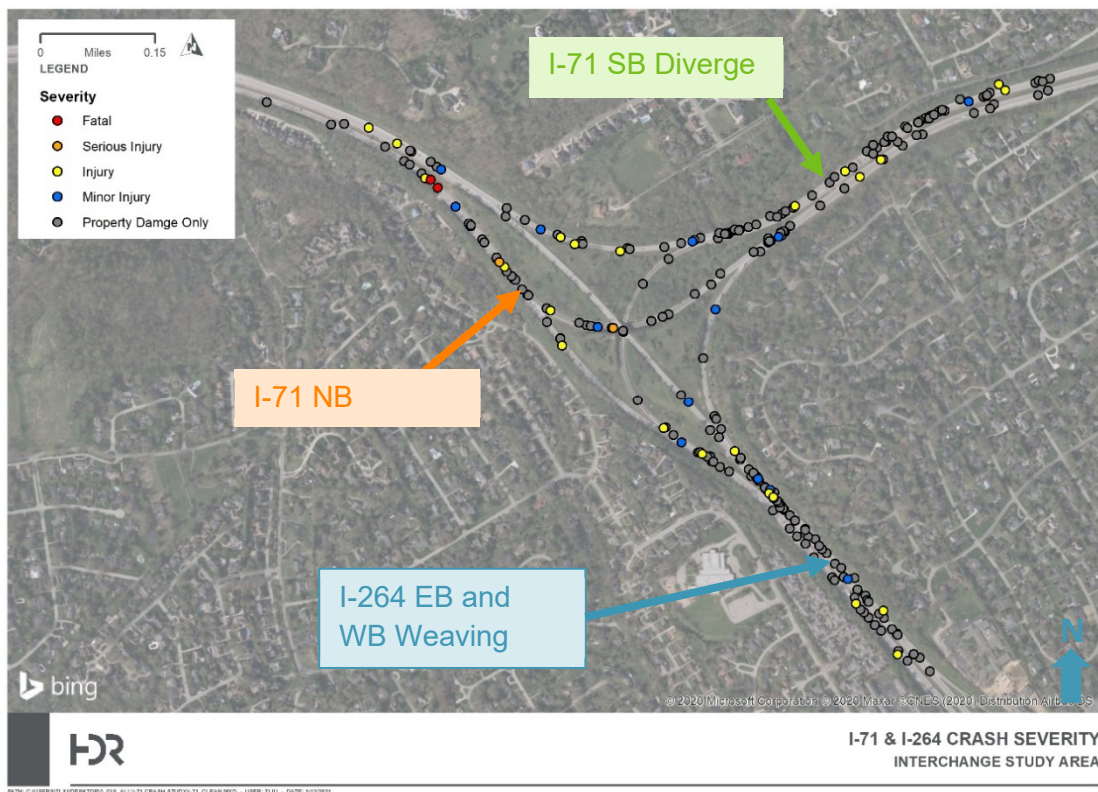 0 Miles 0.15
N
LEGEND
Severity
Fatal
Serious Injury
Injury
Minor Injury
Property Damge Only
I-71 SB Diverge
I-71 NB
I-264 EB and
WB Weaving
N
bing
© 2020 Microsoft Corporation © 2020 Maxar ©CNES (2020) Distribution Airbus DS
HDR
I-71 & I-264 CRASH SEVERITY
INTERCHANGE STUDY AREA